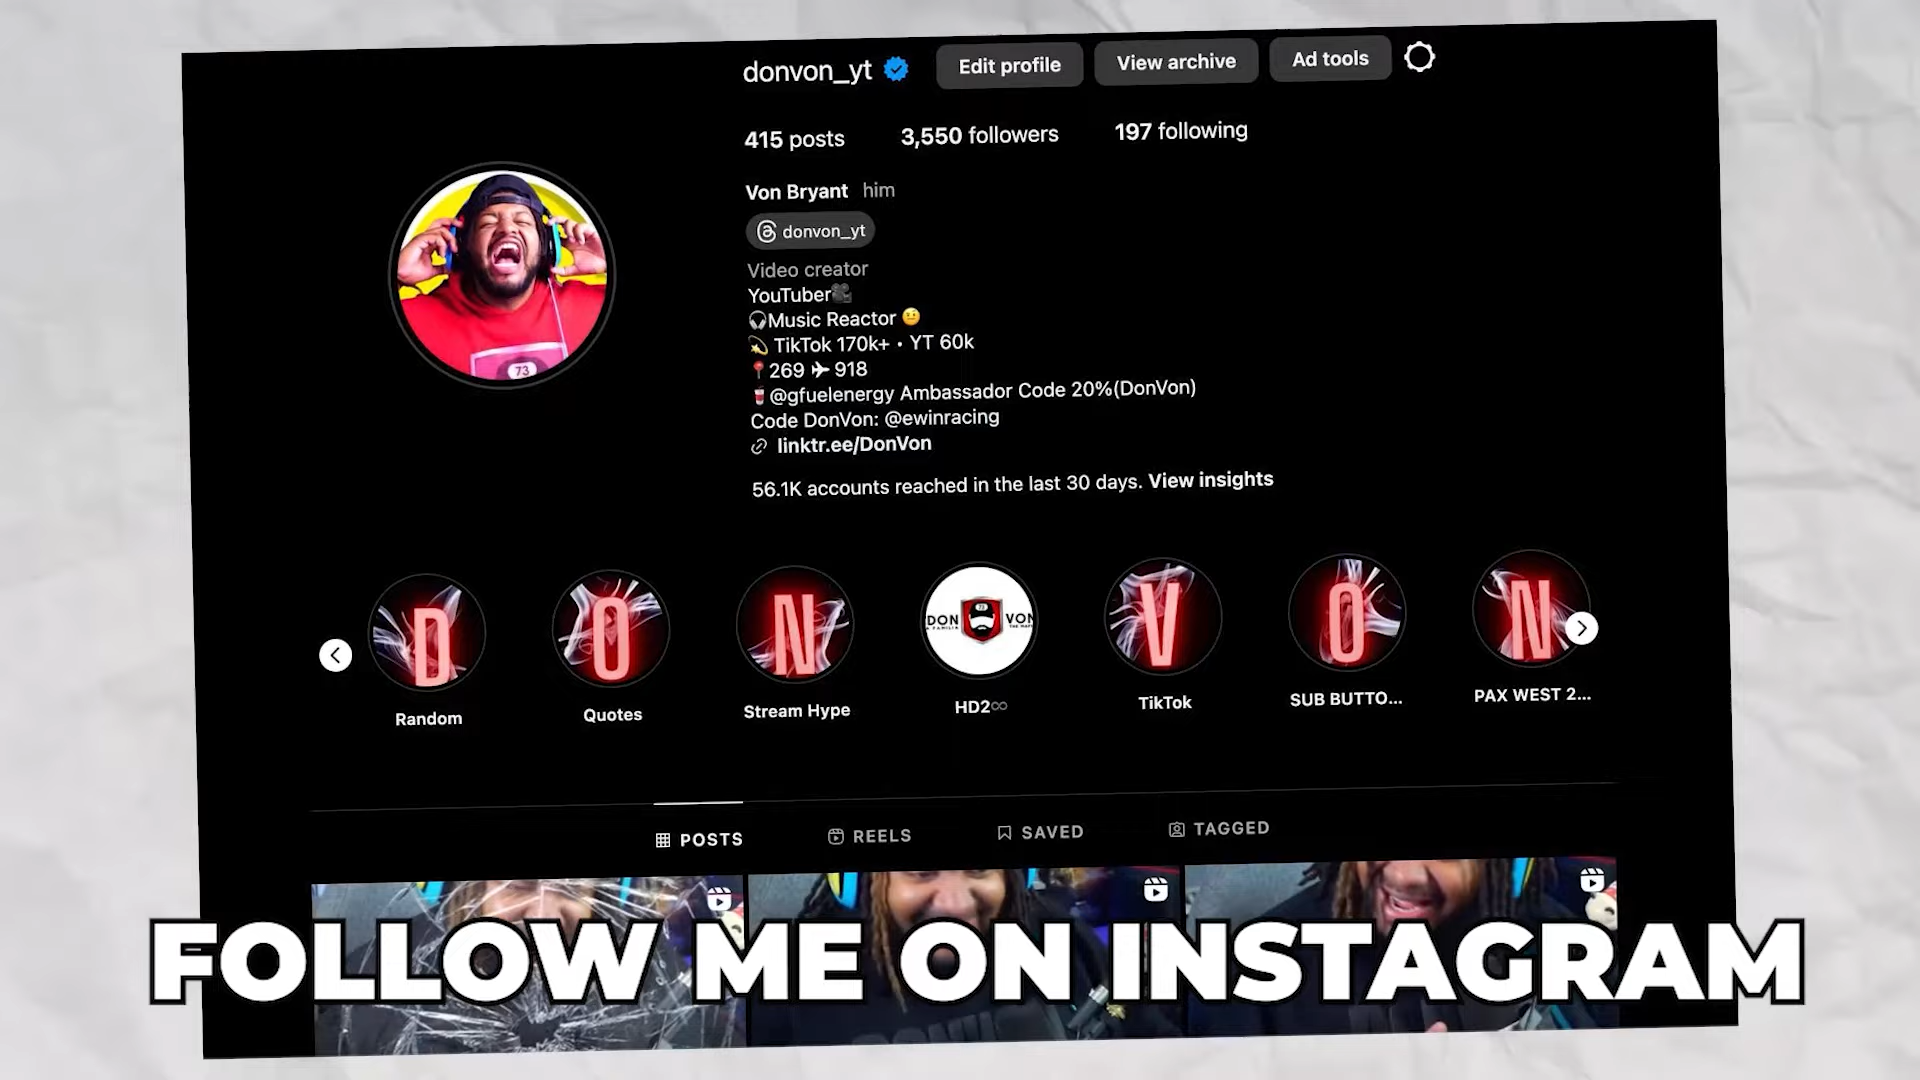 donvon_yt Edit profile View archive Ad tools
415 posts 3,550 followers 197 following
Von Bryant him
donvon_yt
Video creator
YouTuber🎥
🎧Music Reactor 🤨
💫 TikTok 170k+ • YT 60k
📍269 ✈ 918
🥤@gfuelenergy Ambassador Code 20%(DonVon)
Code DonVon: @ewinracing
linktr.ee/DonVon
56.1K accounts reached in the last 30 days. View insights
73
D O N DON VON V O N
Random Quotes Stream Hype HD2∞ TikTok SUB BUTTO... PAX WEST 2...
POSTS REELS SAVED TAGGED
FOLLOW ME ON INSTAGRAM